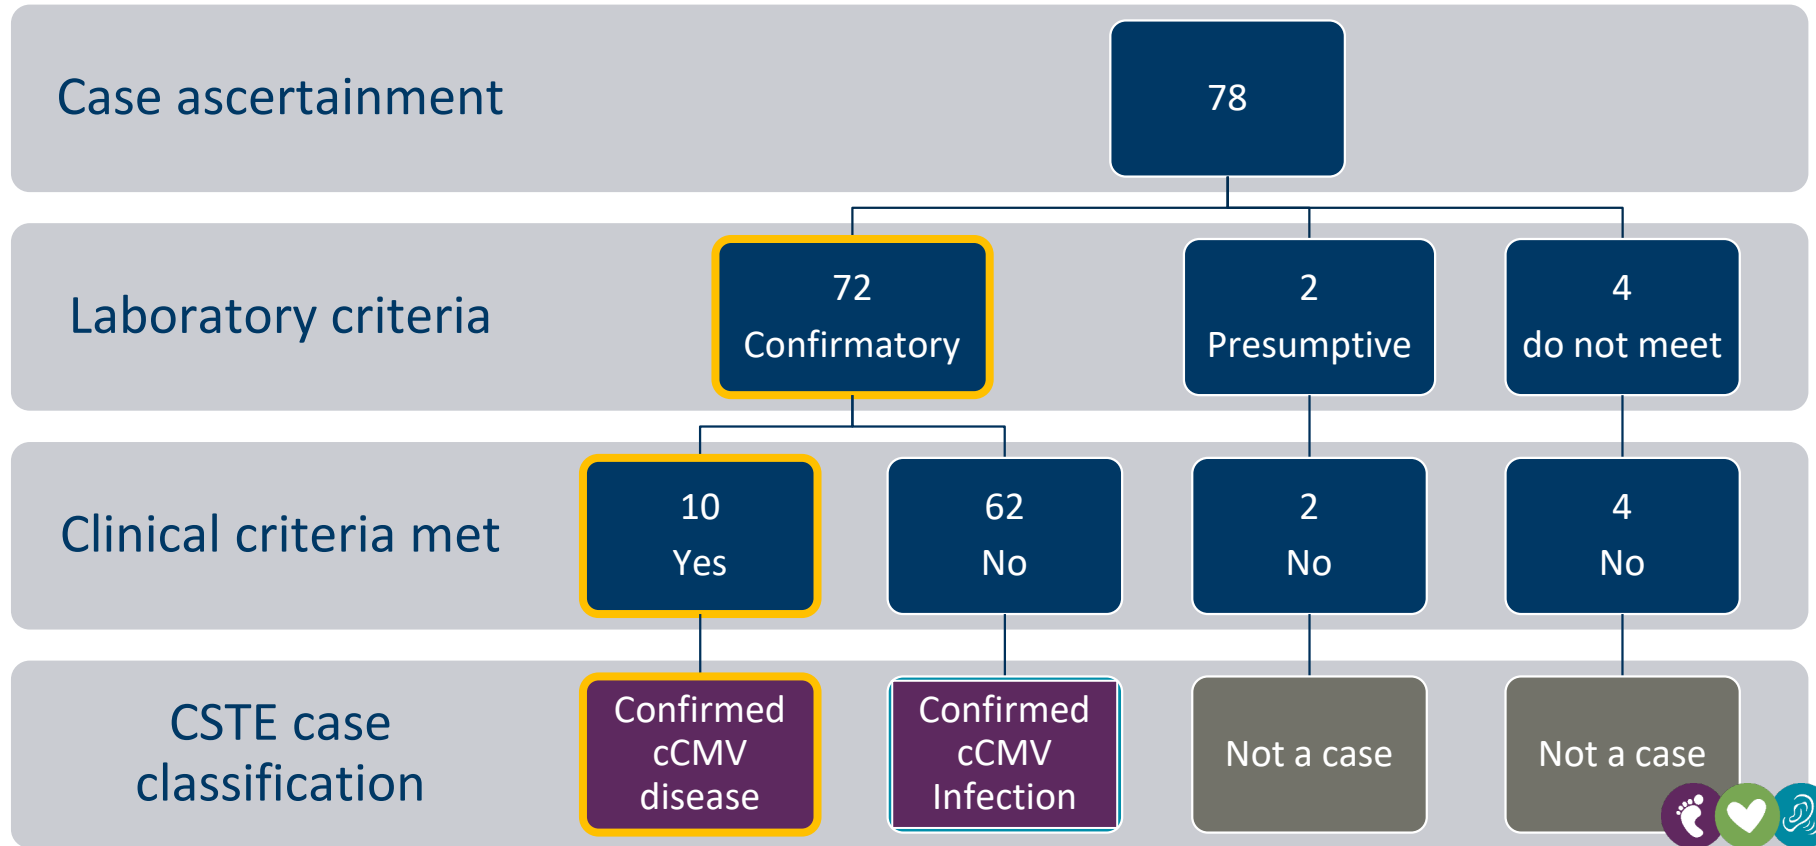 Case ascertainment
78
Laboratory criteria
72
Confirmatory
2
Presumptive
4
do not meet
Clinical criteria met
10
Yes
62
No
2
No
4
No
CSTE case
classification
Confirmed
cCMV
disease
Confirmed
cCMV
Infection
Not a case
Not a case